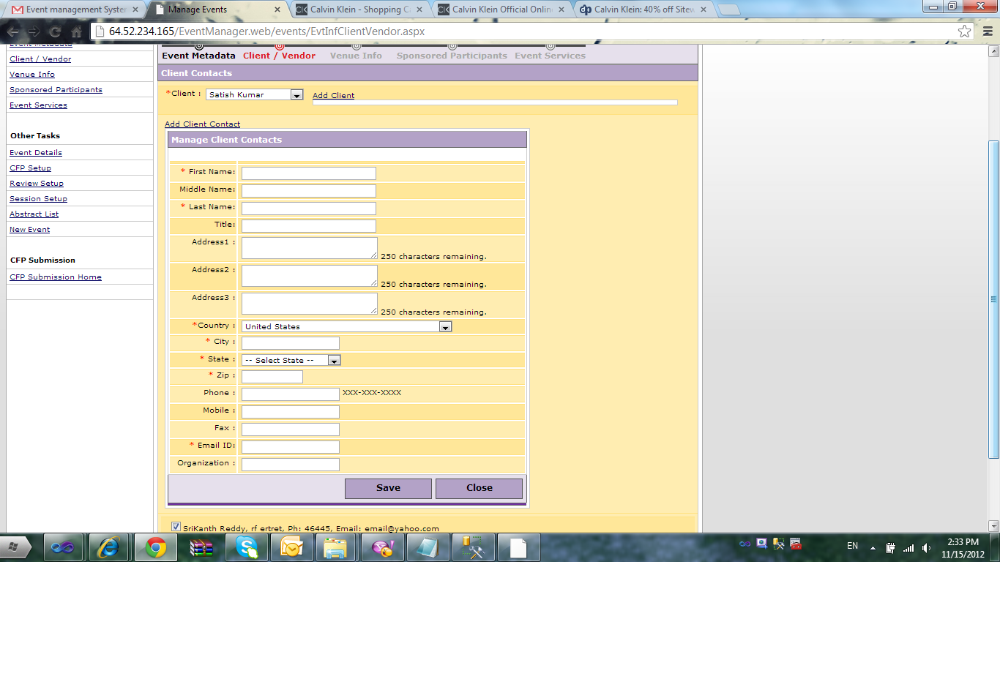 Event management System
Manage Events
Calvin Klein - Shopping C
Calvin Klein Official Onlin
Calvin Klein: 40% off Sitew
64.52.234.165/EventManager.web/events/EvtInfClientVendor.aspx
Event Metadata
Client / Vendor
Venue Info
Sponsored Participants
Event Services
Other Tasks
Event Details
CFP Setup
Review Setup
Session Setup
Abstract List
New Event
CFP Submission
CFP Submission Home
Event Metadata Client / Vendor Venue Info Sponsored Participants Event Services
Client Contacts
*Client : Satish Kumar Add Client
Add Client Contact
Manage Client Contacts
* First Name:
Middle Name:
* Last Name:
Title:
Address1 : 250 characters remaining.
Address2 : 250 characters remaining.
Address3 : 250 characters remaining.
*Country : United States
* City :
* State : -- Select State --
* Zip :
Phone : XXX-XXX-XXXX
Mobile :
Fax :
* Email ID:
Organization :
Save Close
SriKanth Reddy, rf ertret, Ph: 46445, Email: email@yahoo.com
EN
2:33 PM
11/15/2012